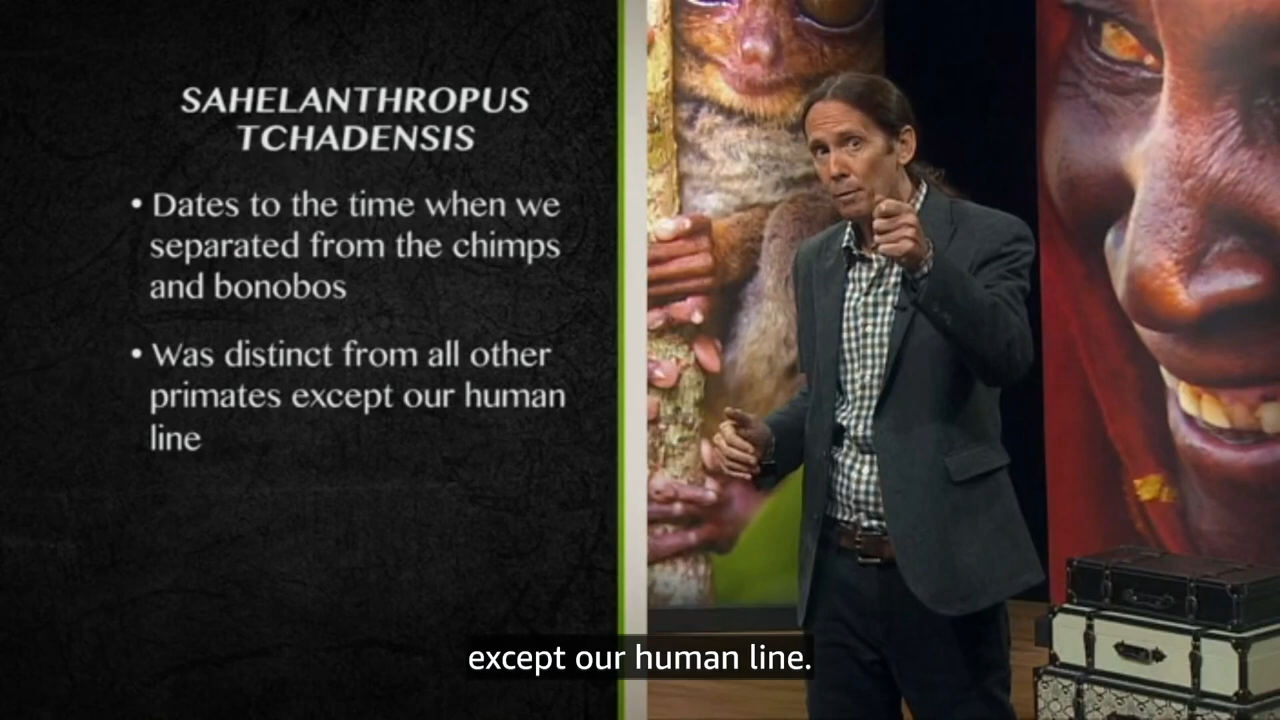 SAHELANTHROPUS
TCHADENSIS
• Dates to the time when we
separated from the chimps
and bonobos
• Was distinct from all other
primates except our human
line
except our human line.